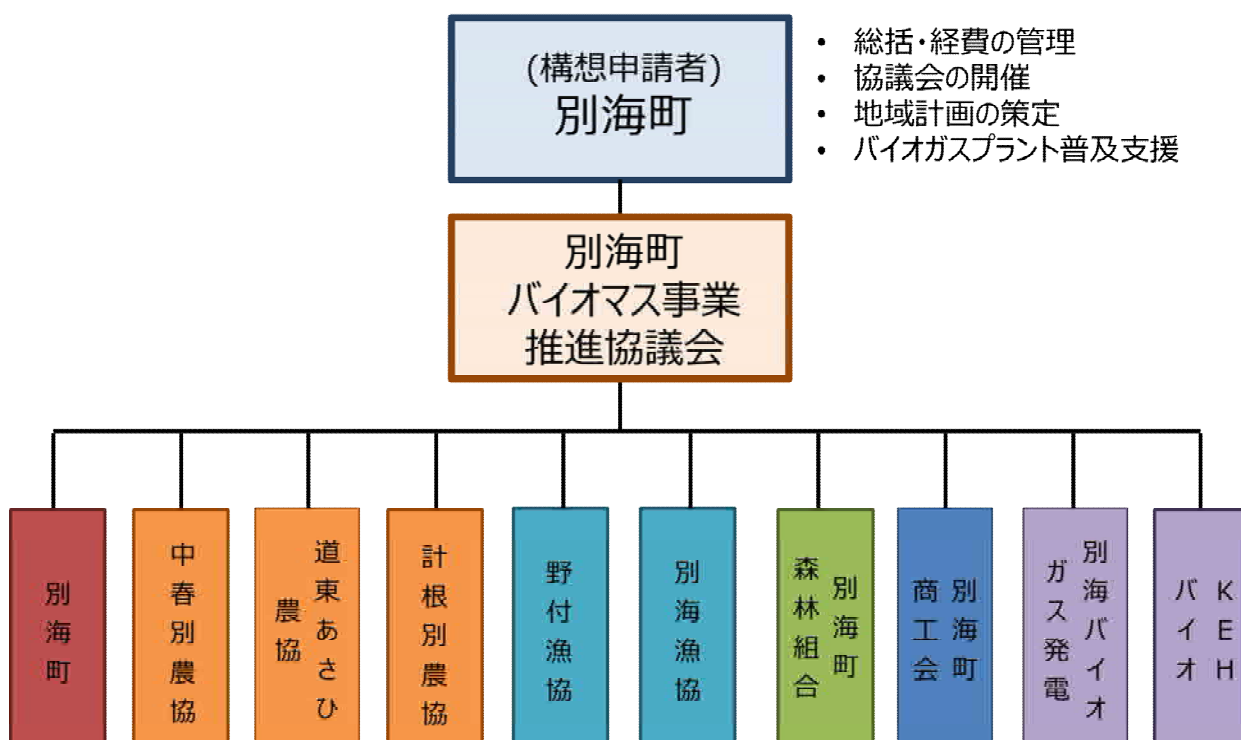 (構想申請者)
別海町
• 総括・経費の管理
• 協議会の開催
• 地域計画の策定
• バイオガスプラント普及支援
別海町
バイオマス事業
推進協議会
別海町
中春別農協
道東あさひ
農協
計根別農協
野付漁協
別海漁協
別海町
森林組合
別海町
商工会
別海バイオ
ガス発電
KEH
バイオ